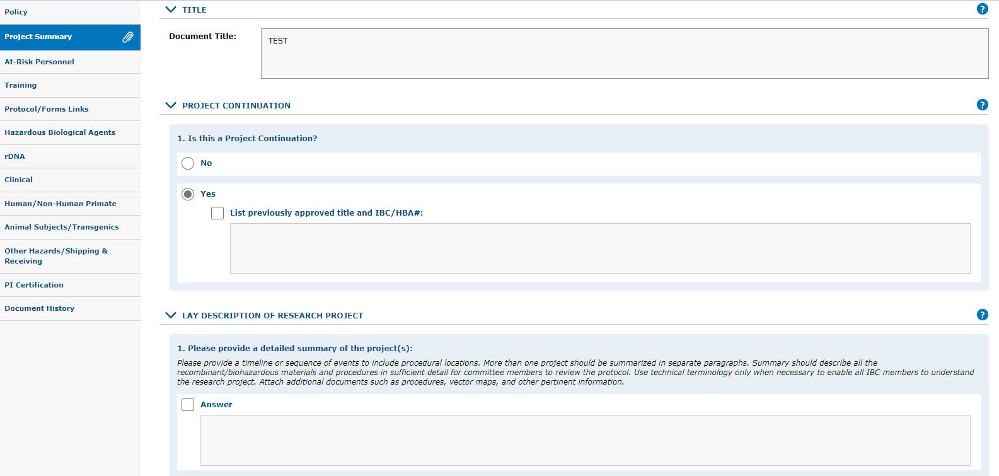 Policy
Project Summary
At-Risk Personnel
Training
Protocol/Forms Links
Hazardous Biological Agents
rDNA
Clinical
Human/Non-Human Primate
Animal Subjects/Transgenics
Other Hazards/Shipping &
Receiving
PI Certification
Document History
TITLE
?
Document Title:
TEST
PROJECT CONTINUATION
?
1. Is this a Project Continuation?
No
Yes
List previously approved title and IBC/HBA#:
LAY DESCRIPTION OF RESEARCH PROJECT
?
1. Please provide a detailed summary of the project(s):
Please provide a timeline or sequence of events to include procedural locations. More than one project should be summarized in separate paragraphs. Summary should describe all the
recombinant/biohazardous materials and procedures in sufficient detail for committee members to review the protocol. Use technical terminology only when necessary to enable all IBC members to understand
the research project. Attach additional documents such as procedures, vector maps, and other pertinent information.
Answer